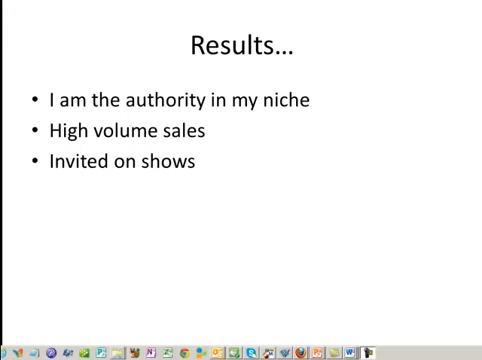 Results…
• I am the authority in my niche
• High volume sales
• Invited on shows